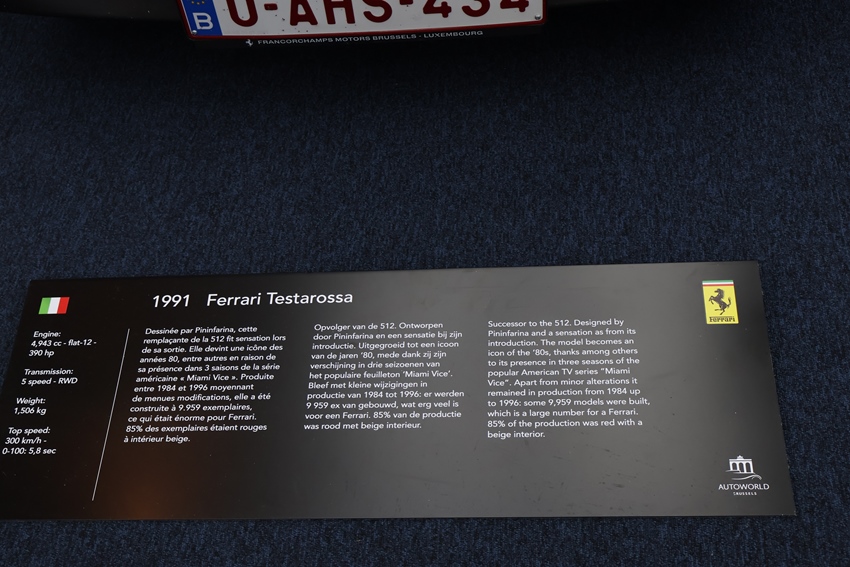 B
U-AHS-434
FRANCORCHAMPS MOTORS BRUSSELS - LUXEMBOURG
1991 Ferrari Testarossa
Engine:
4,943 cc - flat-12 -
390 hp
Transmission:
5 speed - RWD
Weight:
1,506 kg
Top speed:
300 km/h -
0-100: 5,8 sec
Dessinée par Pininfarina, cette
remplaçante de la 512 fit sensation lors
de sa sortie. Elle devint une icône des
années 80, entre autres en raison de
sa présence dans 3 saisons de la série
américaine « Miami Vice ». Produite
entre 1984 et 1996 moyennant
de menues modifications, elle a été
construite à 9.959 exemplaires,
ce qui était énorme pour Ferrari.
85% des exemplaires étaient rouges
à intérieur beige.
Opvolger van de 512. Ontworpen
door Pininfarina en een sensatie bij zijn
introductie. Uitgegroeid tot een icoon
van de jaren ’80, mede dank zij zijn
verschijning in drie seizoenen van
het populaire feuilleton ‘Miami Vice’.
Bleef met kleine wijzigingen in
productie van 1984 tot 1996: er werden
9 959 ex van gebouwd, wat erg veel is
voor een Ferrari. 85% van de productie
was rood met beige interieur.
Successor to the 512. Designed by
Pininfarina and a sensation as from its
introduction. The model becomes an
icon of the ‘80s, thanks among others
to its presence in three seasons of the
popular American TV series “Miami
Vice”. Apart from minor alterations it
remained in production from 1984 up
to 1996: some 9,959 models were built,
which is a large number for a Ferrari.
85% of the production was red with a
beige interior.
Ferrari
AUTOWORLD
BRUSSELS